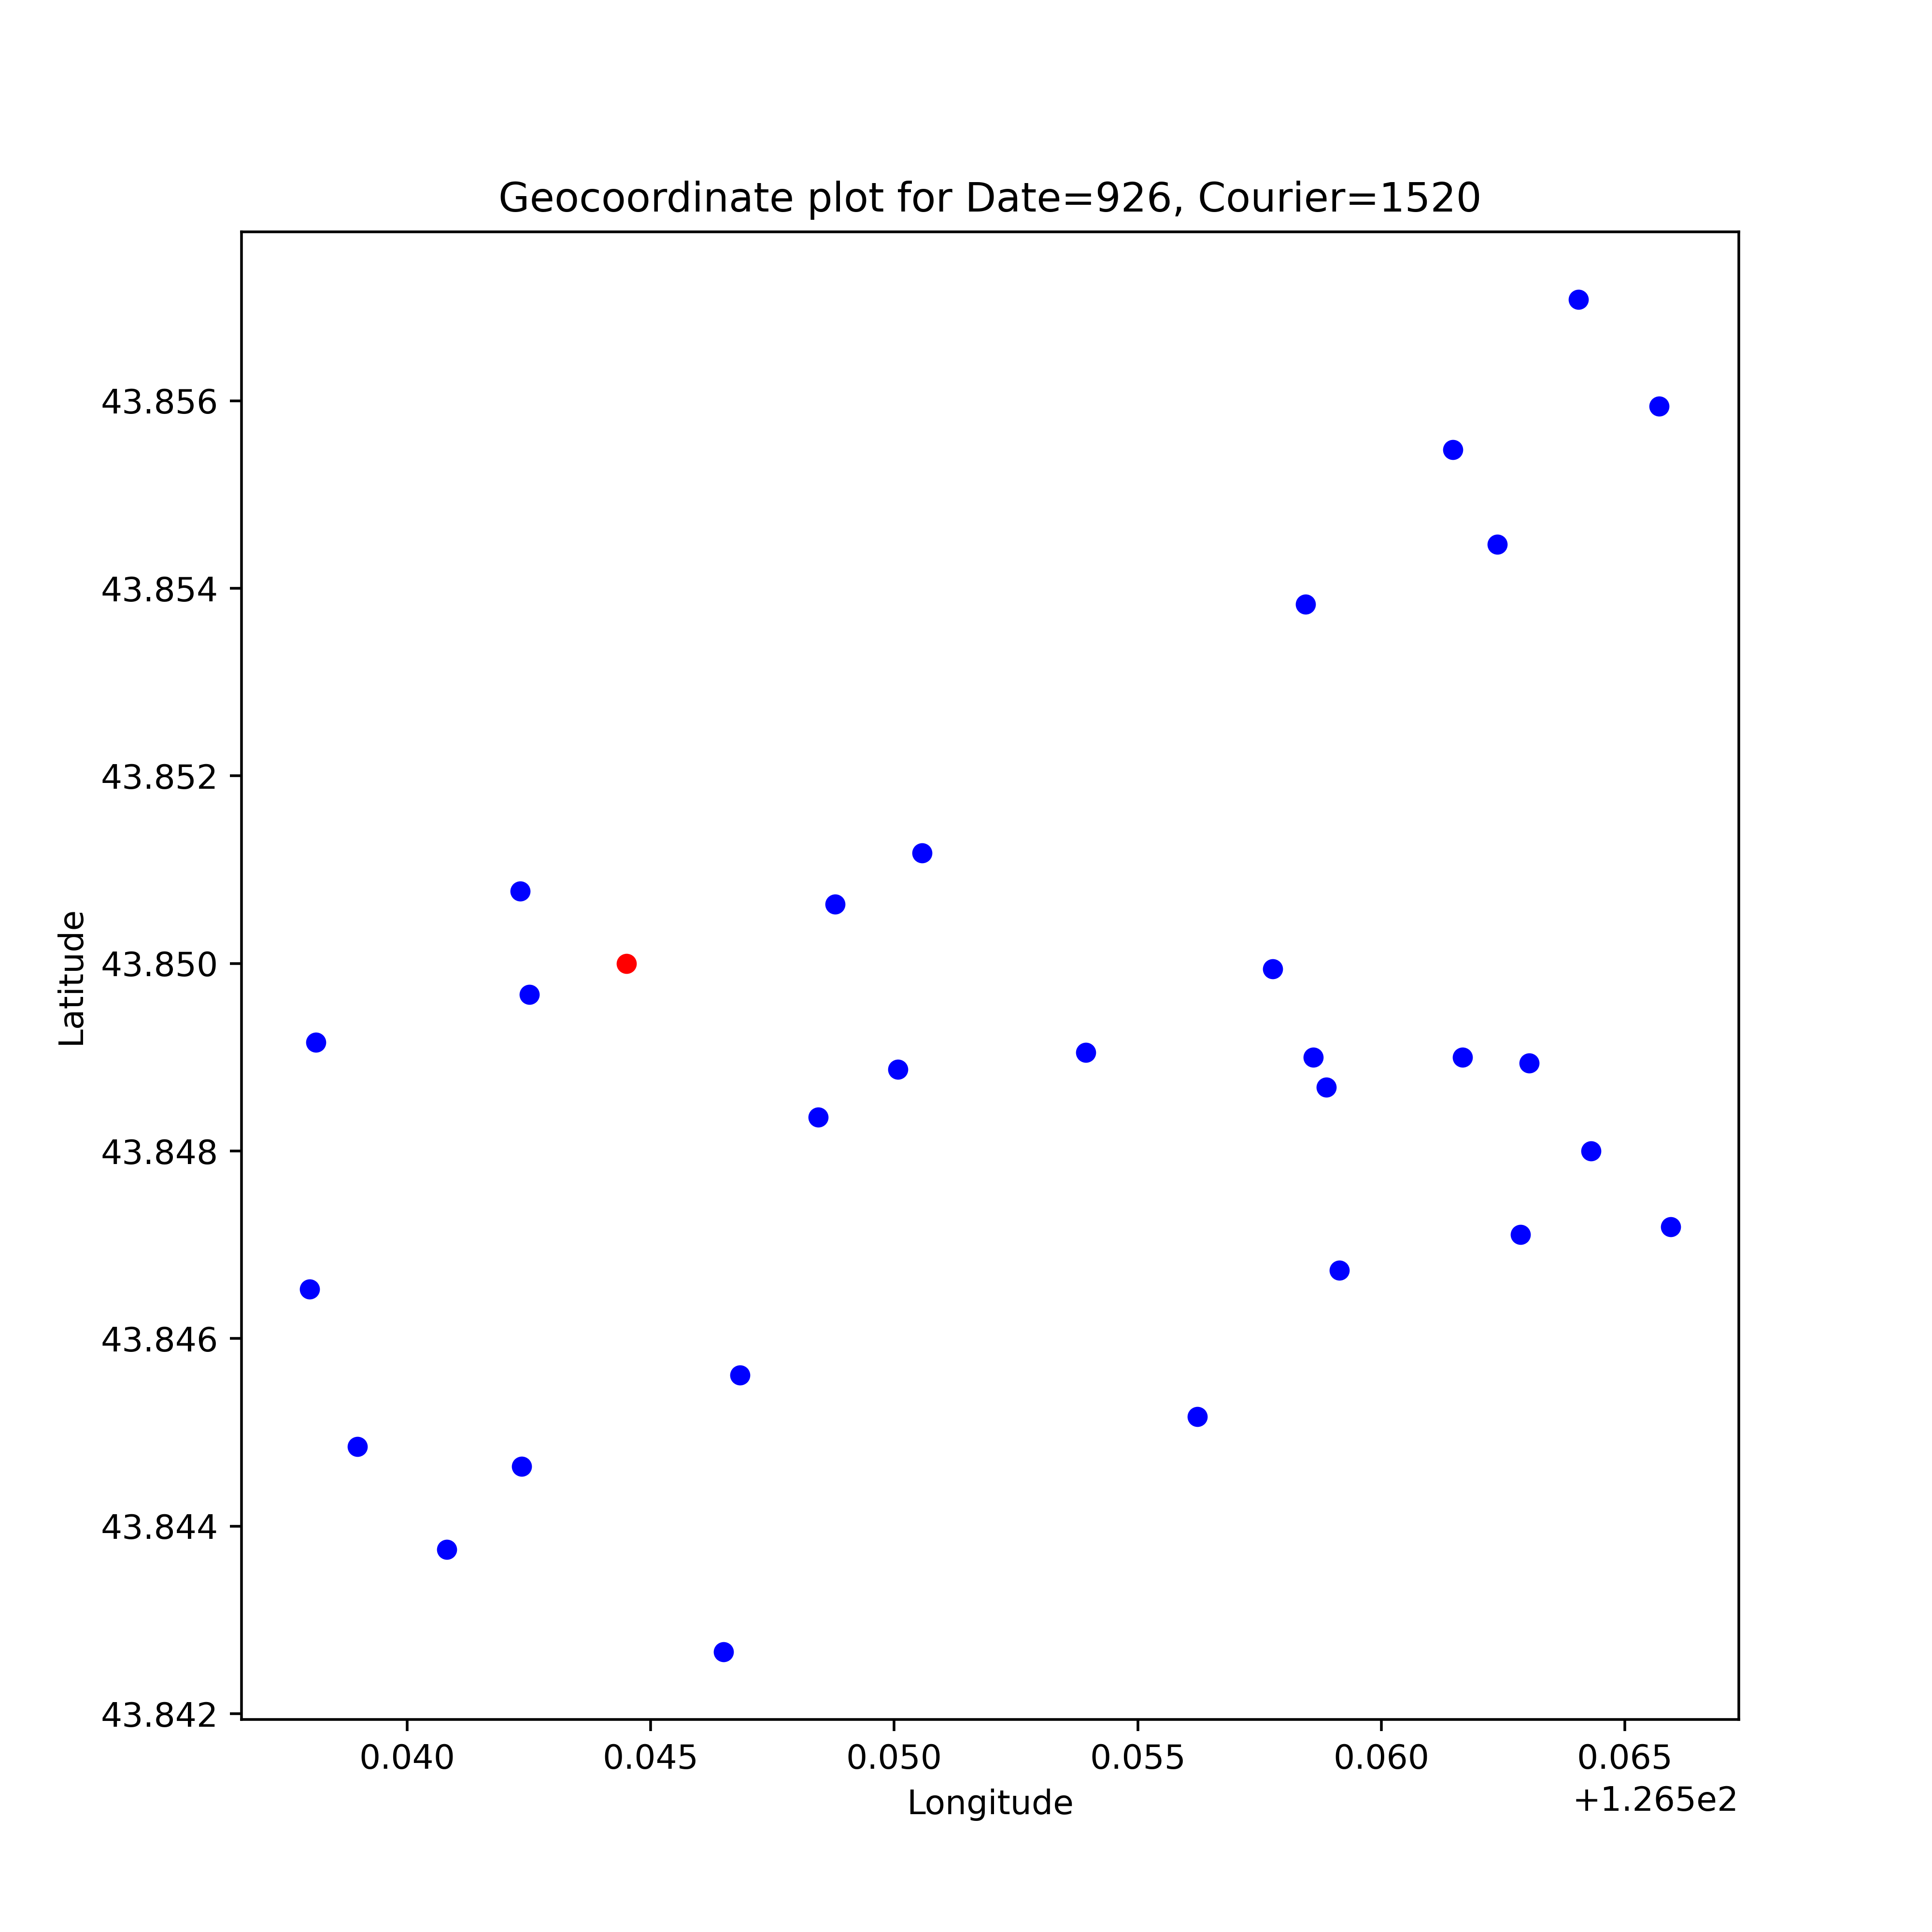 Geocoordinate plot for Date=926, Courier=1520
43.856
43.854
43.852
43.850
43.848
43.846
43.844
43.842
Latitude
0.040 0.045 0.050 0.055 0.060 0.065
+1.265e2
Longitude